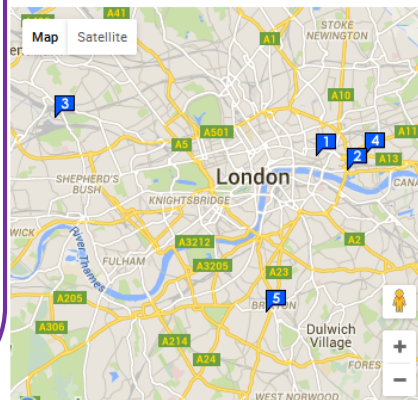 A41
STOKE
NEWINGTON
Map
Satellite
A1
A10
3
A501
A5
1
4
A11
2
A13
London
SHEPHERD'S
BUSH
KNIGHTSBRIDGE
CANA
WICK
River Thames
A3212
A2
FULHAM
A3205
A23
A205
5
A306
A214
Dulwich
Village
A24
FORES
WEST NORWOOD
+
−